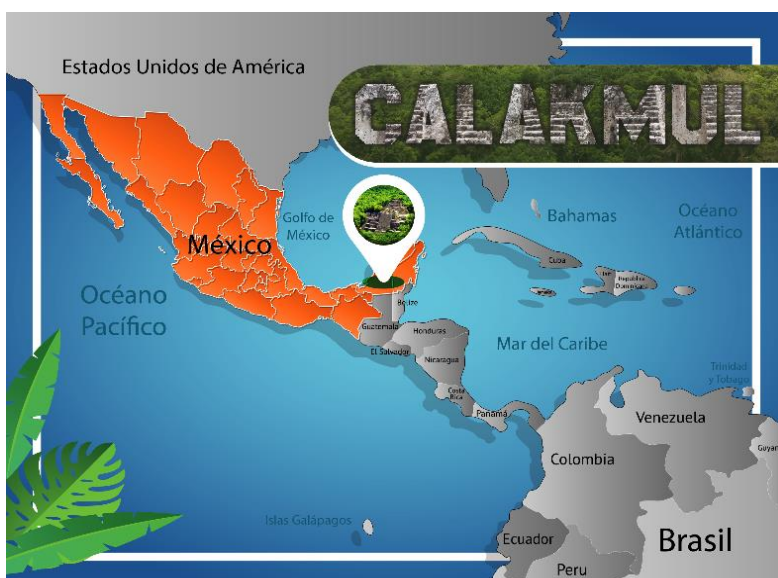 Estados Unidos de América
CALAKMUL
Golfo de
México
Bahamas
Océano
Atlántico
México
Cuba
República
Dominicana
Océano
Pacífico
Belize
Guatemala
Honduras
El Salvador
Nicaragua
Mar del Caribe
Costa
Rica
Panamá
Trinidad
y Tobago
Venezuela
Guyan
Colombia
Islas Galápagos
Ecuador
Brasil
Peru